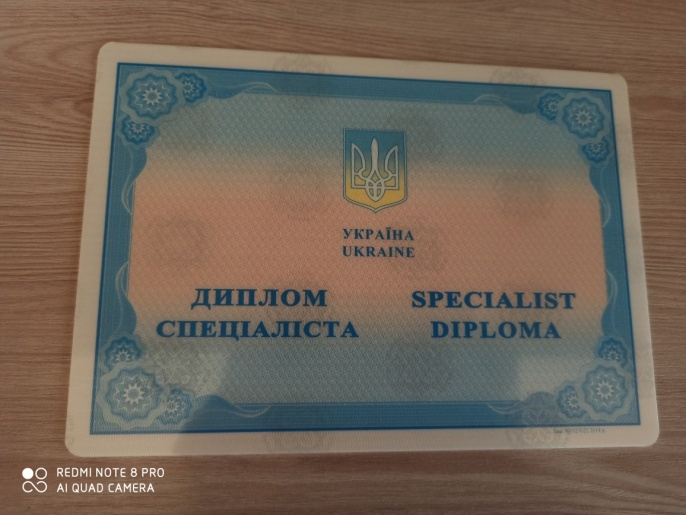 УКРАЇНА
UKRAINE
ДИПЛОМ
СПЕЦІАЛІСТА
SPECIALIST
DIPLOMA
REDMI NOTE 8 PRO
AI QUAD CAMERA